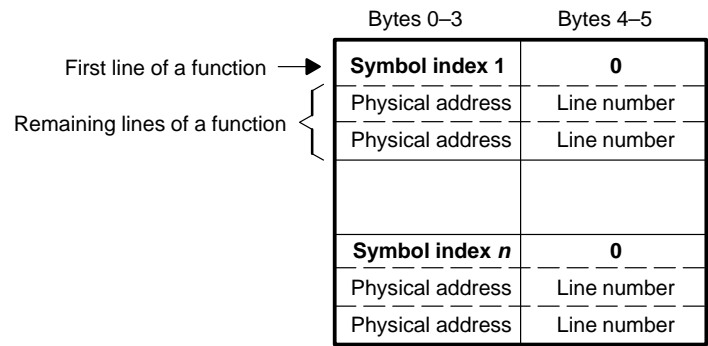 Bytes 0–3 Bytes 4–5
First line of a function Symbol index 1 0
Physical address Line number
Remaining lines of a function
Physical address Line number
Symbol index n 0
Physical address Line number
Physical address Line number